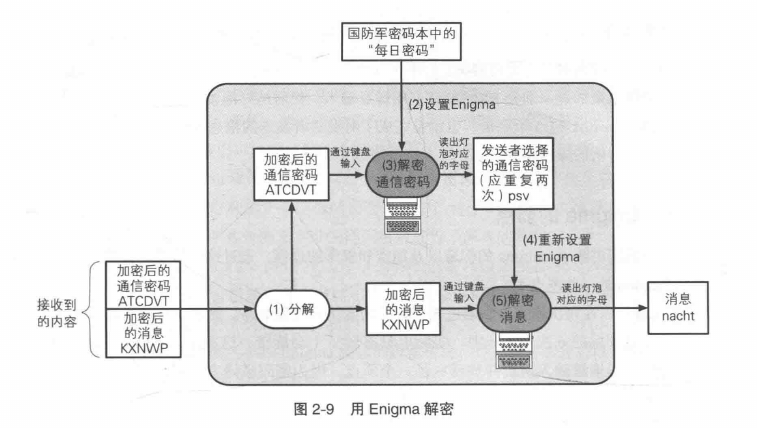 国防军密码本中的
“每日密码”
(2)设置Enigma
加密后的
通信密码
ATCDVT
通过键盘
输入
(3)解密
通信密码
读出灯
泡对应
的字母
发送者选择
的通信密码
(应重复两
次) psv
(4)重新设置
Enigma
接收到
的内容
加密后的
通信密码
ATCDVT
加密后的
消息
KXNWP
(1) 分解
加密后
的消息
KXNWP
通过键盘
输入
(5)解密
消息
读出灯泡
对应的字母
消息
nacht
图 2-9 用 Enigma 解密